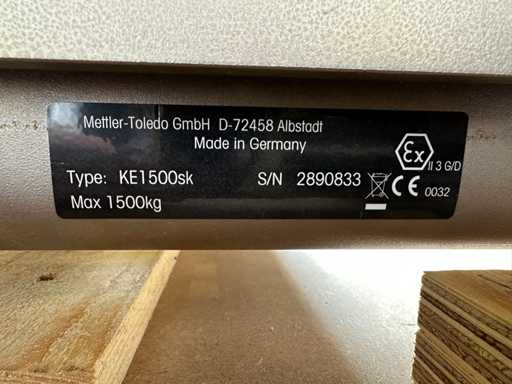 Mettler-Toledo GmbH D-72458 Albstadt
Made in Germany
Type: KE1500sk S/N 2890833
Max 1500kg
Ex II 3 G/D
CE 0032